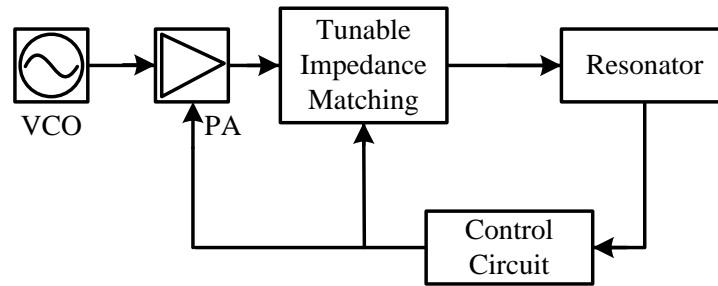 Tunable
Impedance
Matching
Resonator
VCO
PA
Control
Circuit